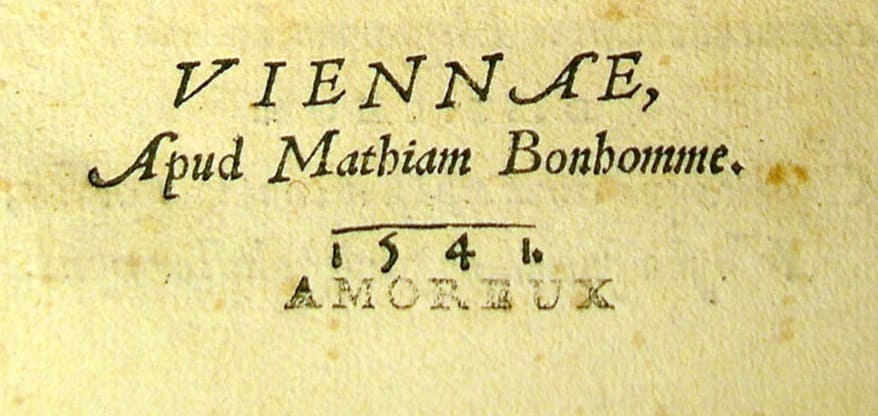 VIENNÆ,
Apud Mathiam Bonhomme.
1541.
AMOREUX